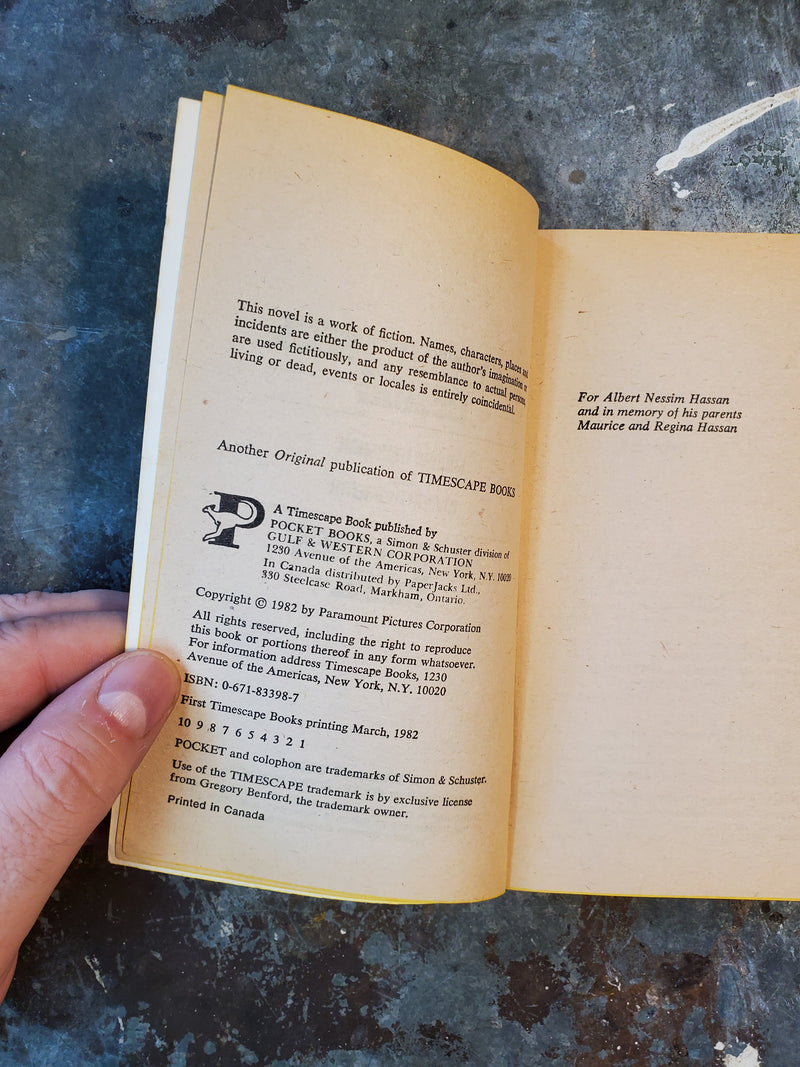 This novel is a work of fiction. Names, characters, places and
incidents are either the product of the author's imagination or
are used fictitiously, and any resemblance to actual persons,
living or dead, events or locales is entirely coincidental.
Another Original publication of TIMESCAPE BOOKS
P
A Timescape Book published by
POCKET BOOKS, a Simon & Schuster division of
GULF & WESTERN CORPORATION
1230 Avenue of the Americas, New York, N.Y. 10020
In Canada distributed by PaperJacks Ltd.,
330 Steelcase Road, Markham, Ontario.
Copyright © 1982 by Paramount Pictures Corporation
All rights reserved, including the right to reproduce
this book or portions thereof in any form whatsoever.
For information address Timescape Books, 1230
Avenue of the Americas, New York, N.Y. 10020
ISBN: 0-671-83398-7
First Timescape Books printing March, 1982
10 9 8 7 6 5 4 3 2 1
POCKET and colophon are trademarks of Simon & Schuster.
Use of the TIMESCAPE trademark is by exclusive license
from Gregory Benford, the trademark owner.
Printed in Canada
For Albert Nessim Hassan
and in memory of his parents
Maurice and Regina Hassan